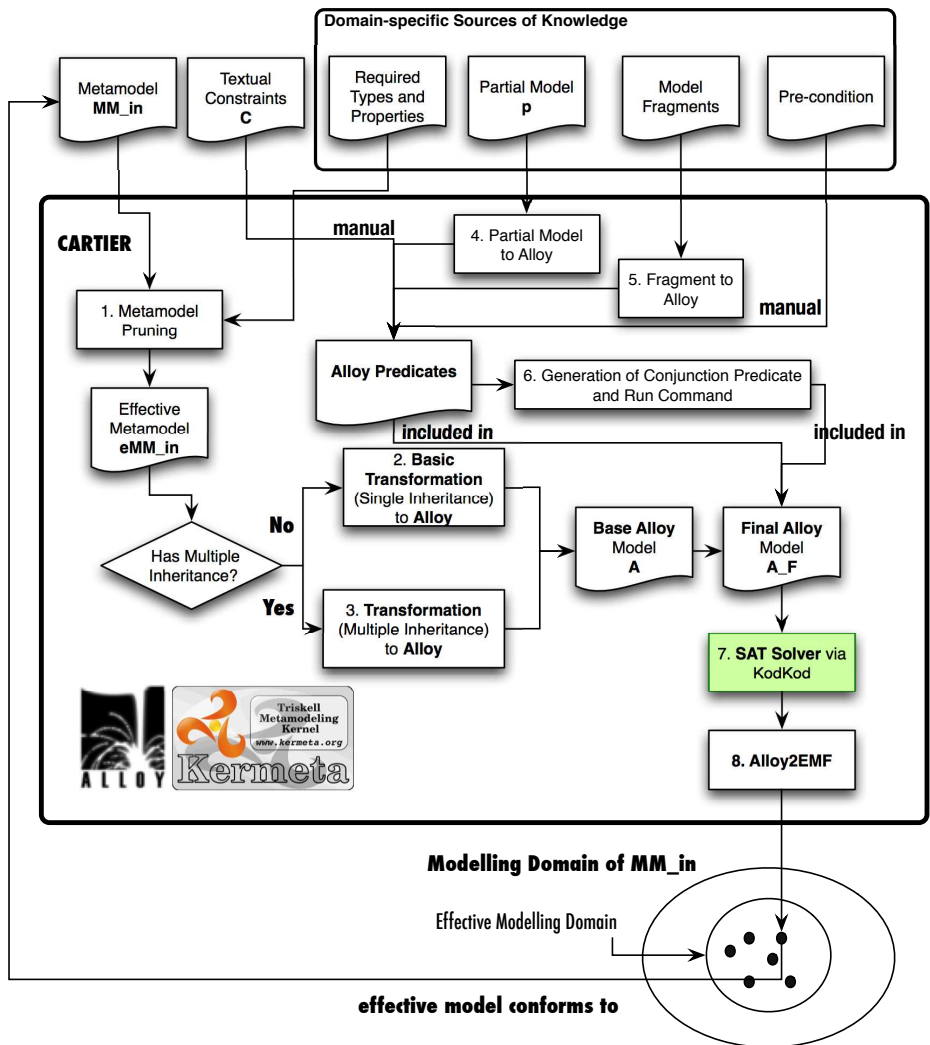 Domain-specific Sources of Knowledge
Metamodel
MM_in
Textual
Constraints
C
Required
Types and
Properties
Partial Model
p
Model
Fragments
Pre-condition
CARTIER
manual
4. Partial Model
to Alloy
5. Fragment to
Alloy
manual
1. Metamodel
Pruning
Alloy Predicates
6. Generation of Conjunction Predicate
and Run Command
Effective
Metamodel
eMM_in
included in
included in
2. Basic
Transformation
(Single Inheritance)
to Alloy
No
Has Multiple
Inheritance?
Base Alloy
Model
A
Final Alloy
Model
A_F
Yes
3. Transformation
(Multiple Inheritance)
to Alloy
7. SAT Solver via
KodKod
ALLOY
Triskell
Metamodeling
Kernel
www.kermeta.org
Kermeta
8. Alloy2EMF
Modelling Domain of MM_in
Effective Modelling Domain
effective model conforms to